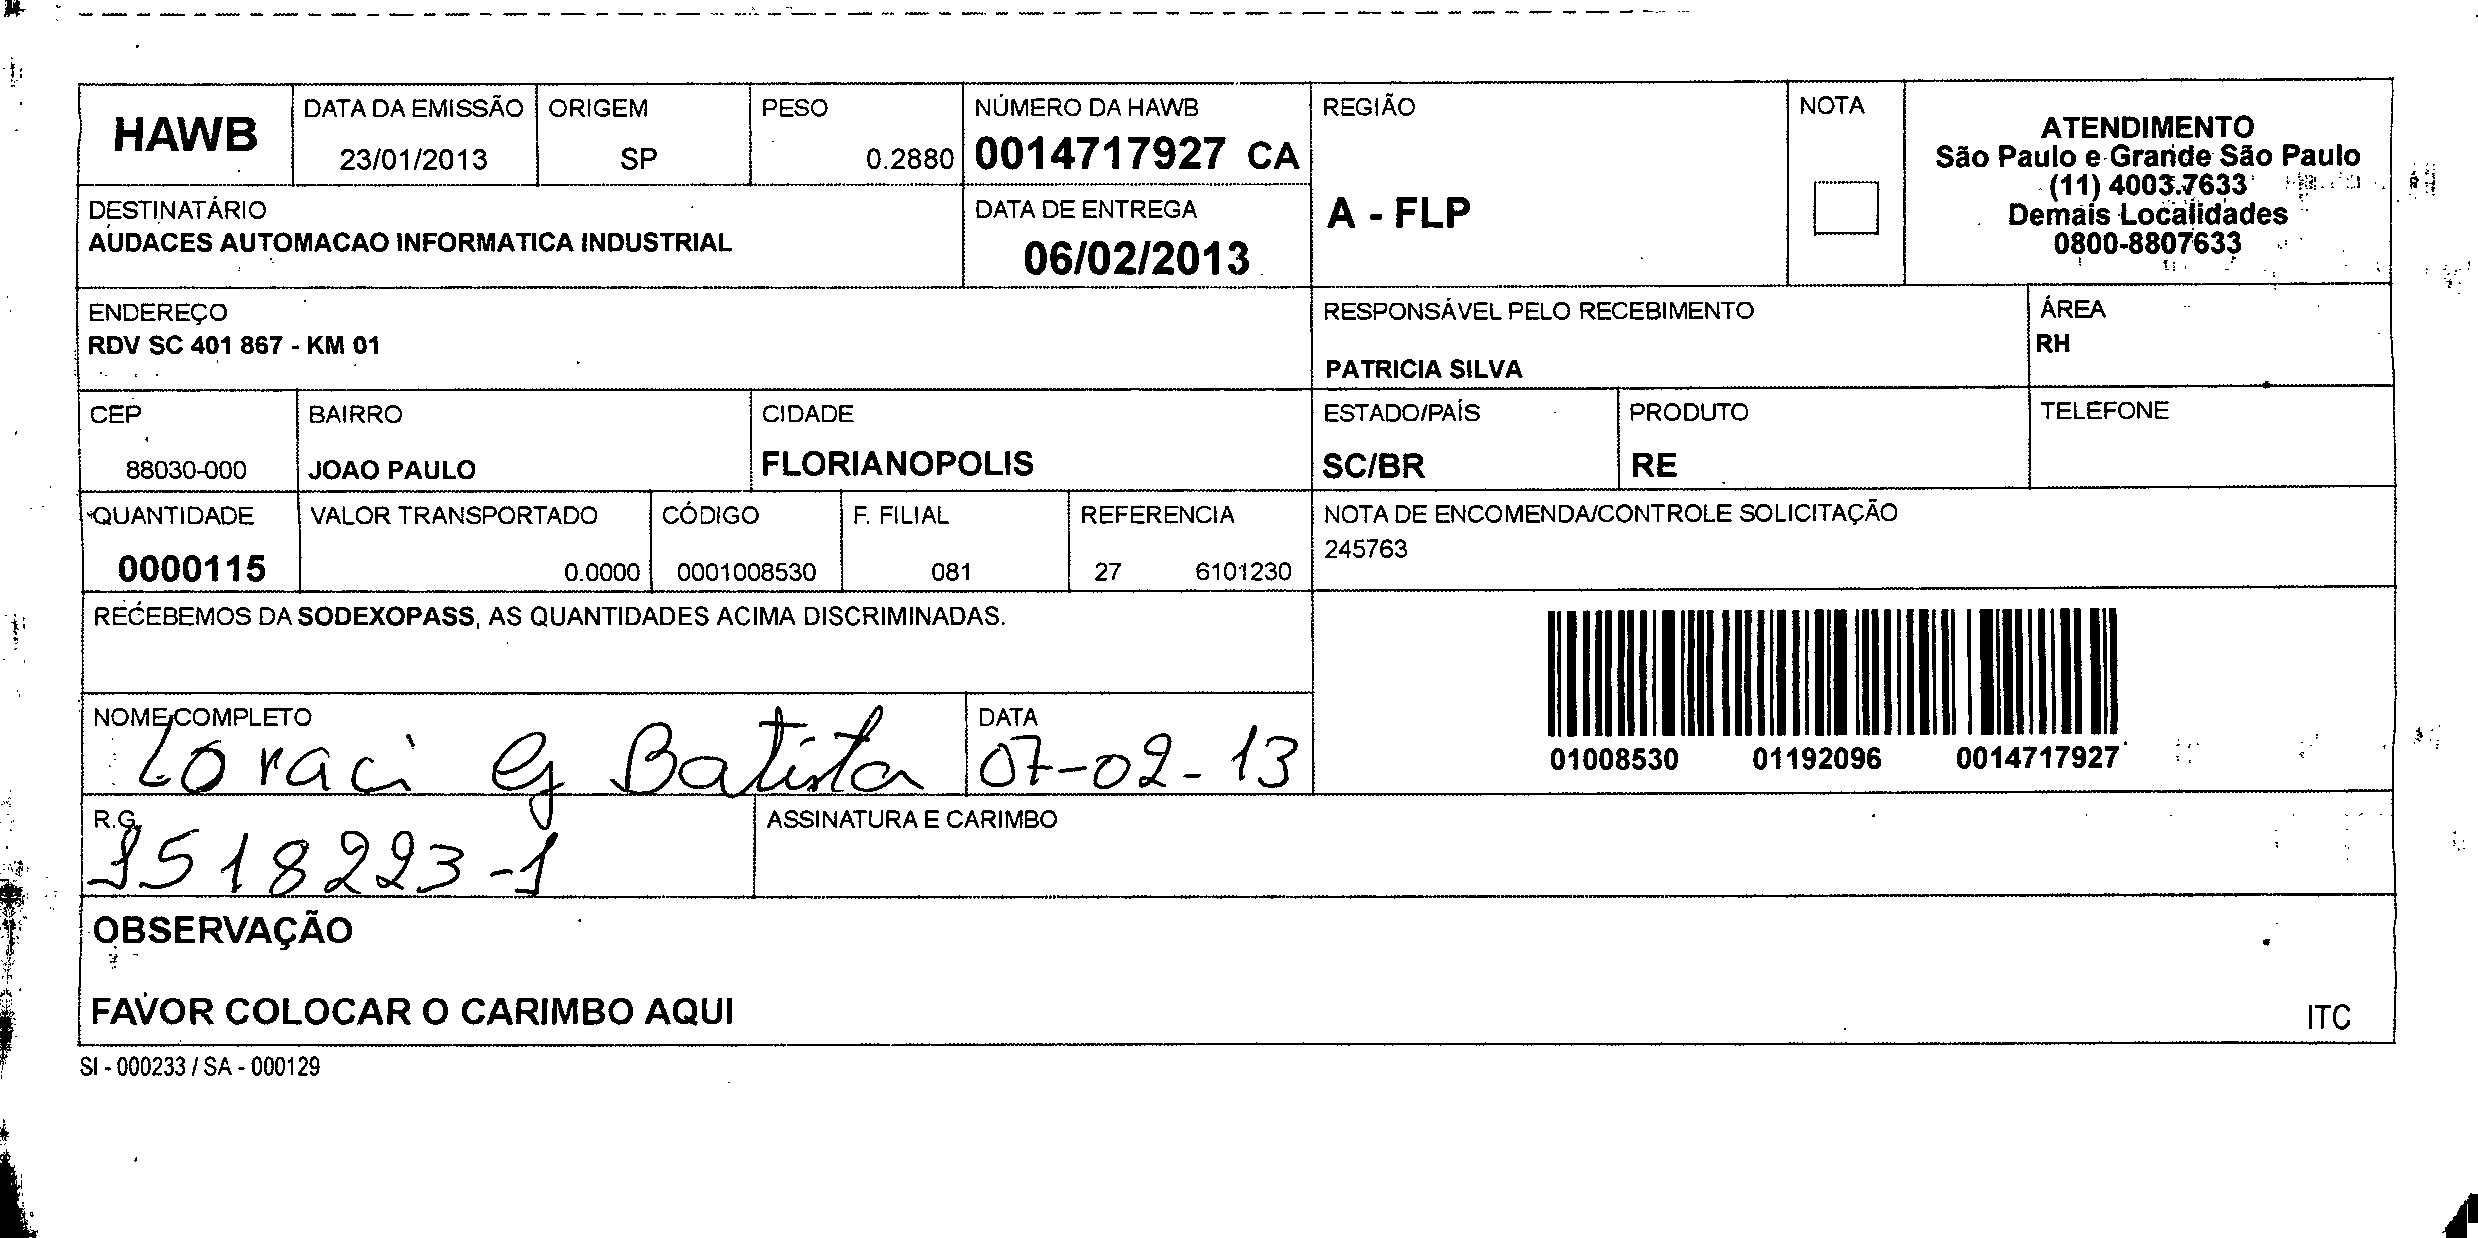 HAWB
DATA DA EMISSÃO
23/01/2013
ORIGEM
SP
PESO
0.2880
NÚMERO DA HAWB
0014717927 CA
REGIÃO
A - FLP
NOTA
ATENDIMENTO
São Paulo e Grande São Paulo
(11) 4003.7633
Demais Localidades
0800-8807633
DESTINATÁRIO
AUDACES AUTOMACAO INFORMATICA INDUSTRIAL
DATA DE ENTREGA
06/02/2013
ENDEREÇO
RDV SC 401 867 - KM 01
RESPONSÁVEL PELO RECEBIMENTO
PATRICIA SILVA
ÁREA
RH
CEP
88030-000
BAIRRO
JOAO PAULO
CIDADE
FLORIANOPOLIS
ESTADO/PAÍS
SC/BR
PRODUTO
RE
TELEFONE
QUANTIDADE
0000115
VALOR TRANSPORTADO
0.0000
CÓDIGO
0001008530
F. FILIAL
081
REFERENCIA
27 6101230
NOTA DE ENCOMENDA/CONTROLE SOLICITAÇÃO
245763
RECEBEMOS DA SODEXOPASS, AS QUANTIDADES ACIMA DISCRIMINADAS.
01008530 01192096 0014717927
NOME COMPLETO
Loraci G Batista
DATA
07-02-13
R.G.
3518223-1
ASSINATURA E CARIMBO
OBSERVAÇÃO
FAVOR COLOCAR O CARIMBO AQUI
ITC
SI - 000233 / SA - 000129